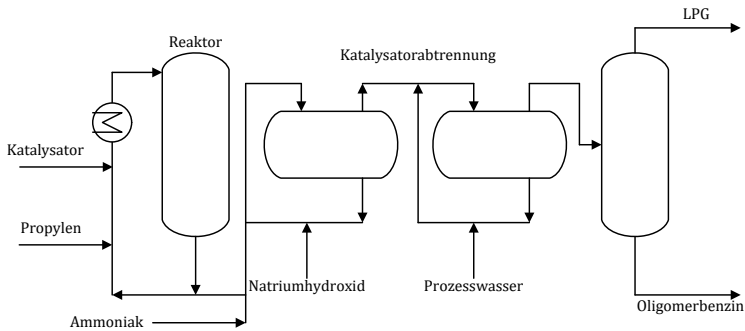 LPG
Reaktor
Katalysatorabtrennung
Katalysator
Propylen
Natriumhydroxid
Prozesswasser
Oligomerbenzin
Ammoniak